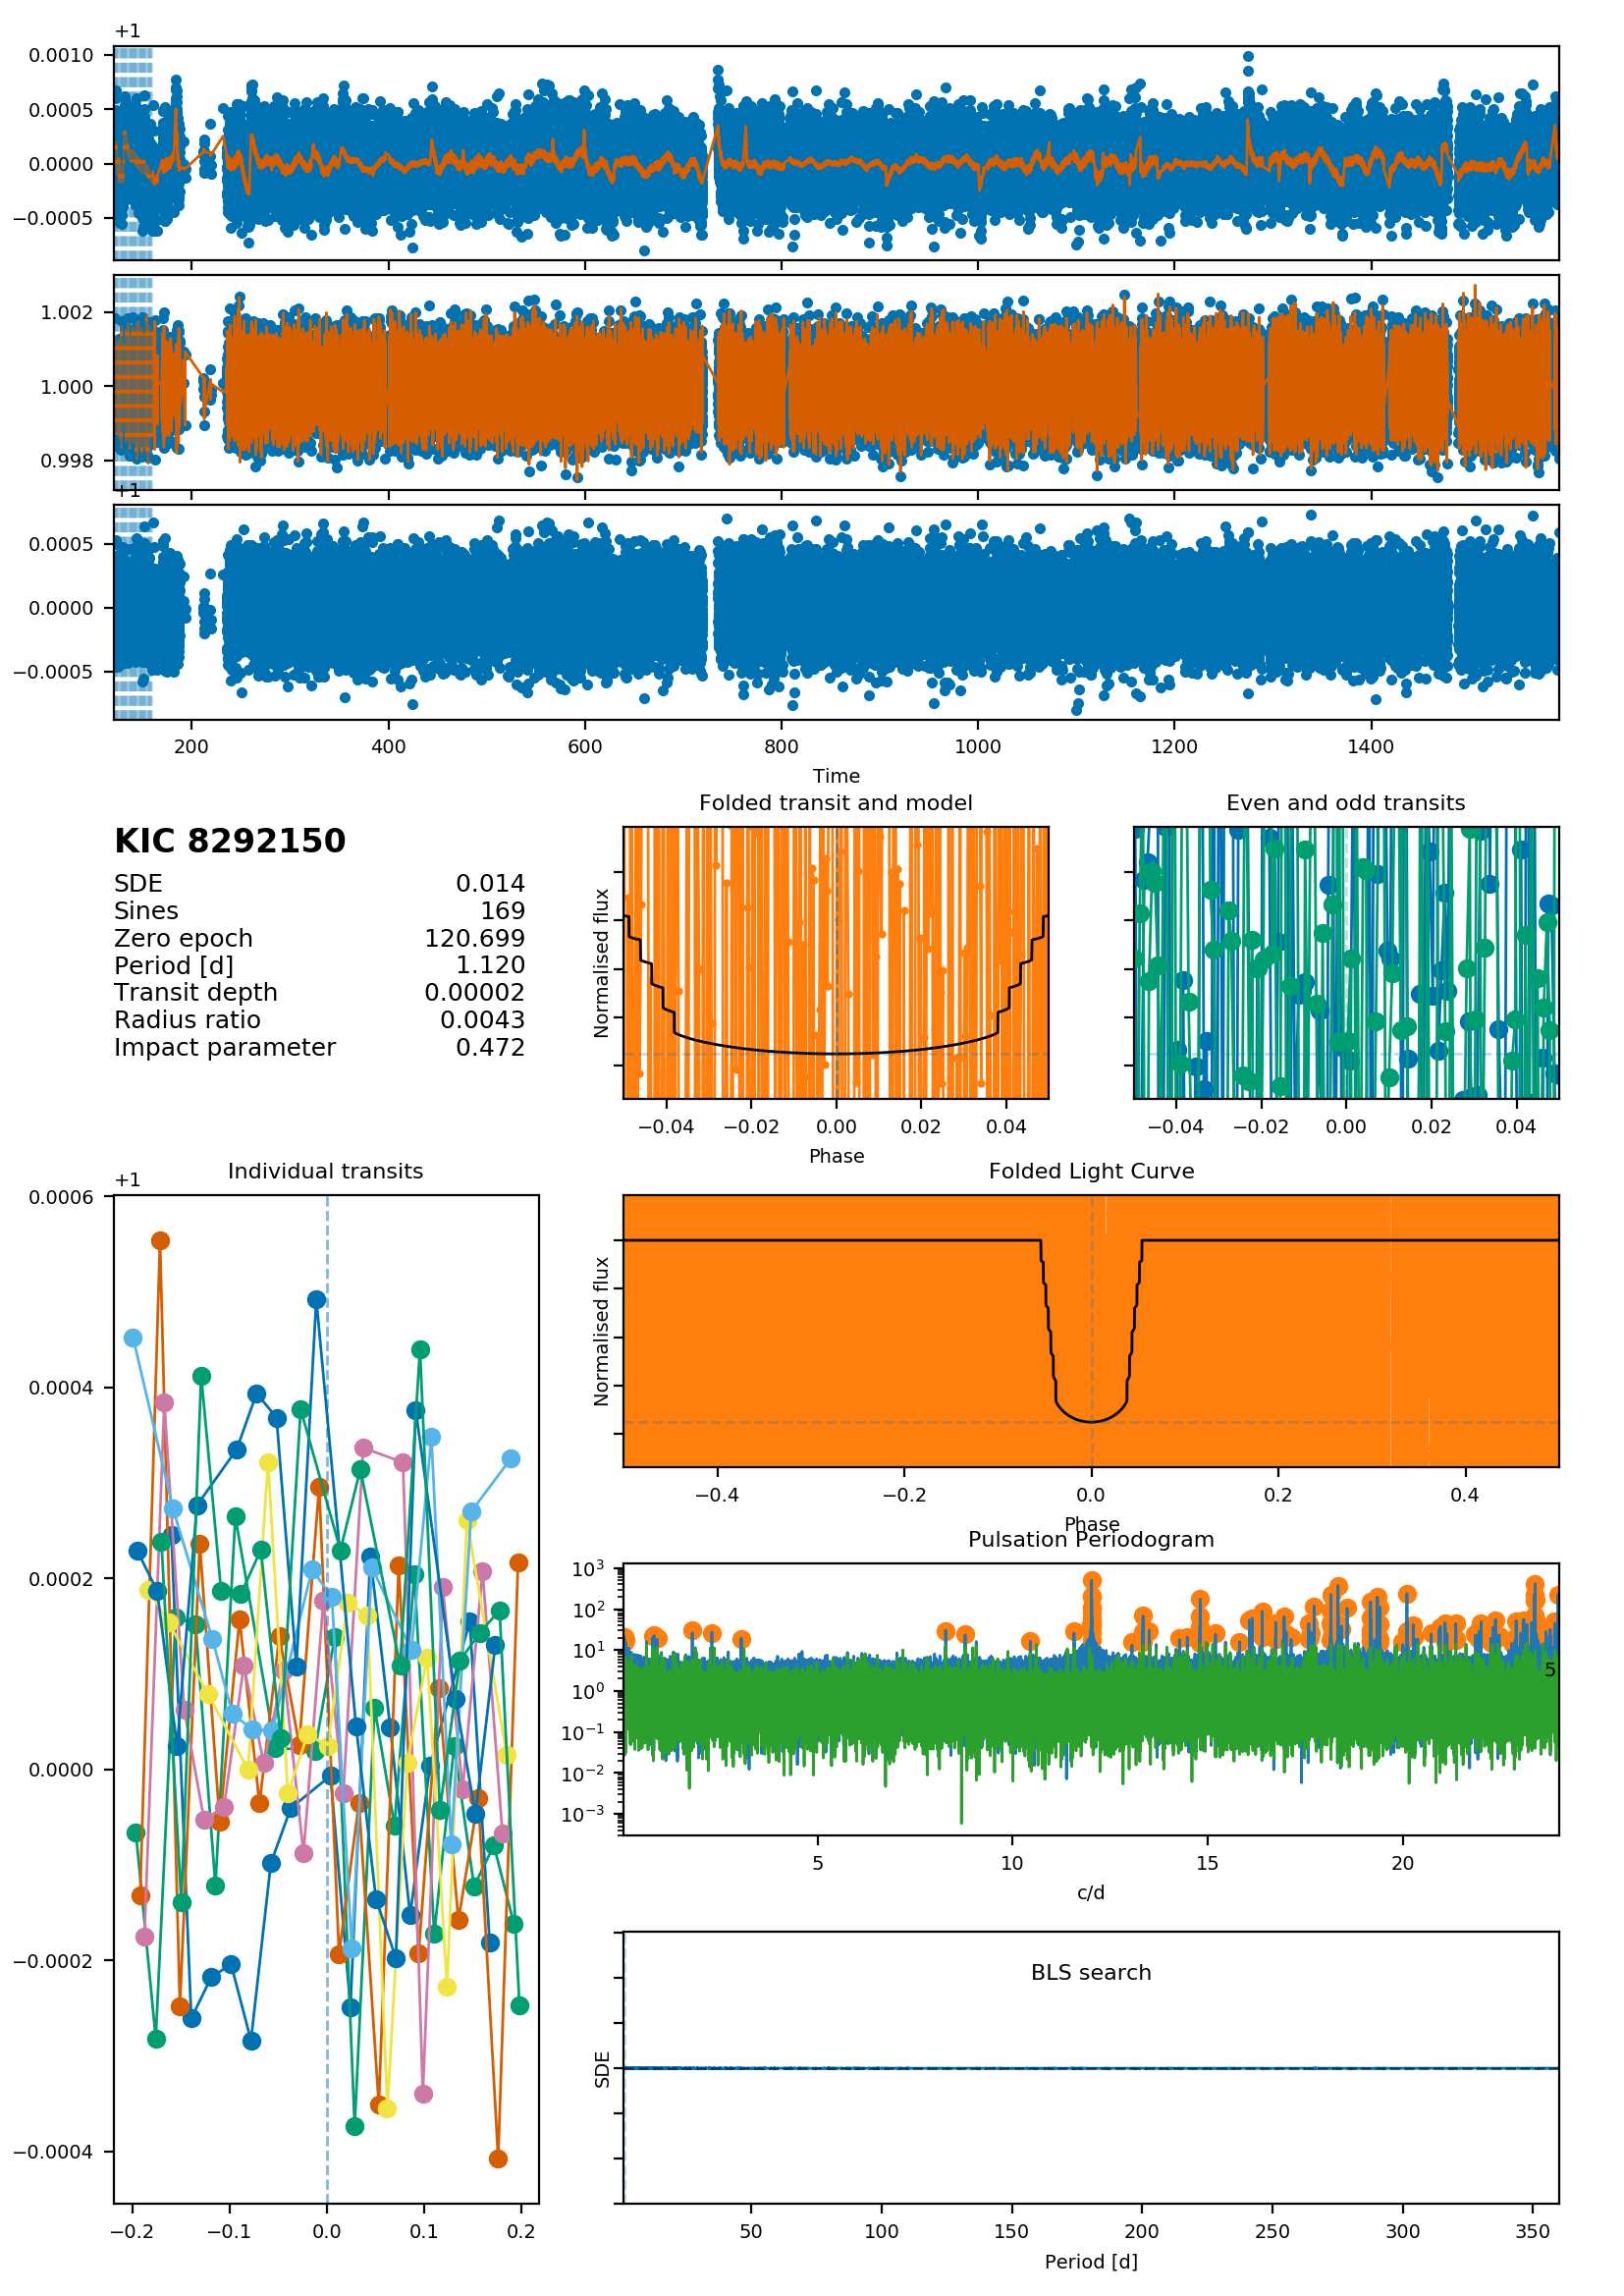 +1
0.0010
0.0005
0.0000
−0.0005
1.002
1.000
0.998
+1
0.0005
0.0000
−0.0005
200 400 600 800 1000 1200 1400
Time
KIC 8292150
SDE 0.014
Sines 169
Zero epoch 120.699
Period [d] 1.120
Transit depth 0.00002
Radius ratio 0.0043
Impact parameter 0.472
Folded transit and model
Normalised flux
−0.04 −0.02 0.00 0.02 0.04
Phase
Even and odd transits
−0.04 −0.02 0.00 0.02 0.04
Individual transits
+1
0.0006
0.0004
0.0002
0.0000
−0.0002
−0.0004
−0.2 −0.1 0.0 0.1 0.2
Folded Light Curve
Normalised flux
−0.4 −0.2 0.0 0.2 0.4
Phase
Pulsation Periodogram
10³
10²
10¹
10⁰
10⁻¹
10⁻²
10⁻³
5
5 10 15 20
c/d
BLS search
SDE
50 100 150 200 250 300 350
Period [d]